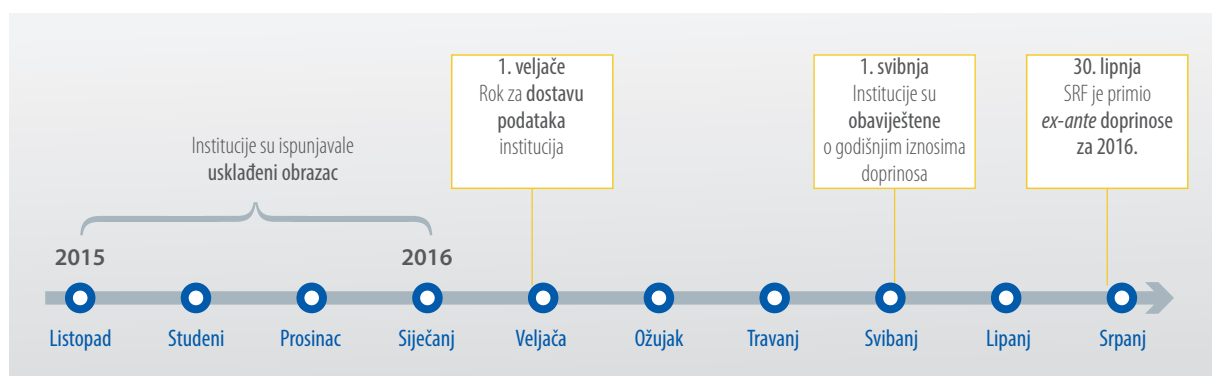 Institucije su ispunjavale
usklađeni obrazac
1. veljače
Rok za dostavu
podataka
institucija
1. svibnja
Institucije su
obaviještene
o godišnjim iznosima
doprinosa
30. lipnja
SRF je primio
ex-ante doprinose
za 2016.
2015
2016
Listopad
Studeni
Prosinac
Siječanj
Veljača
Ožujak
Travanj
Svibanj
Lipanj
Srpanj